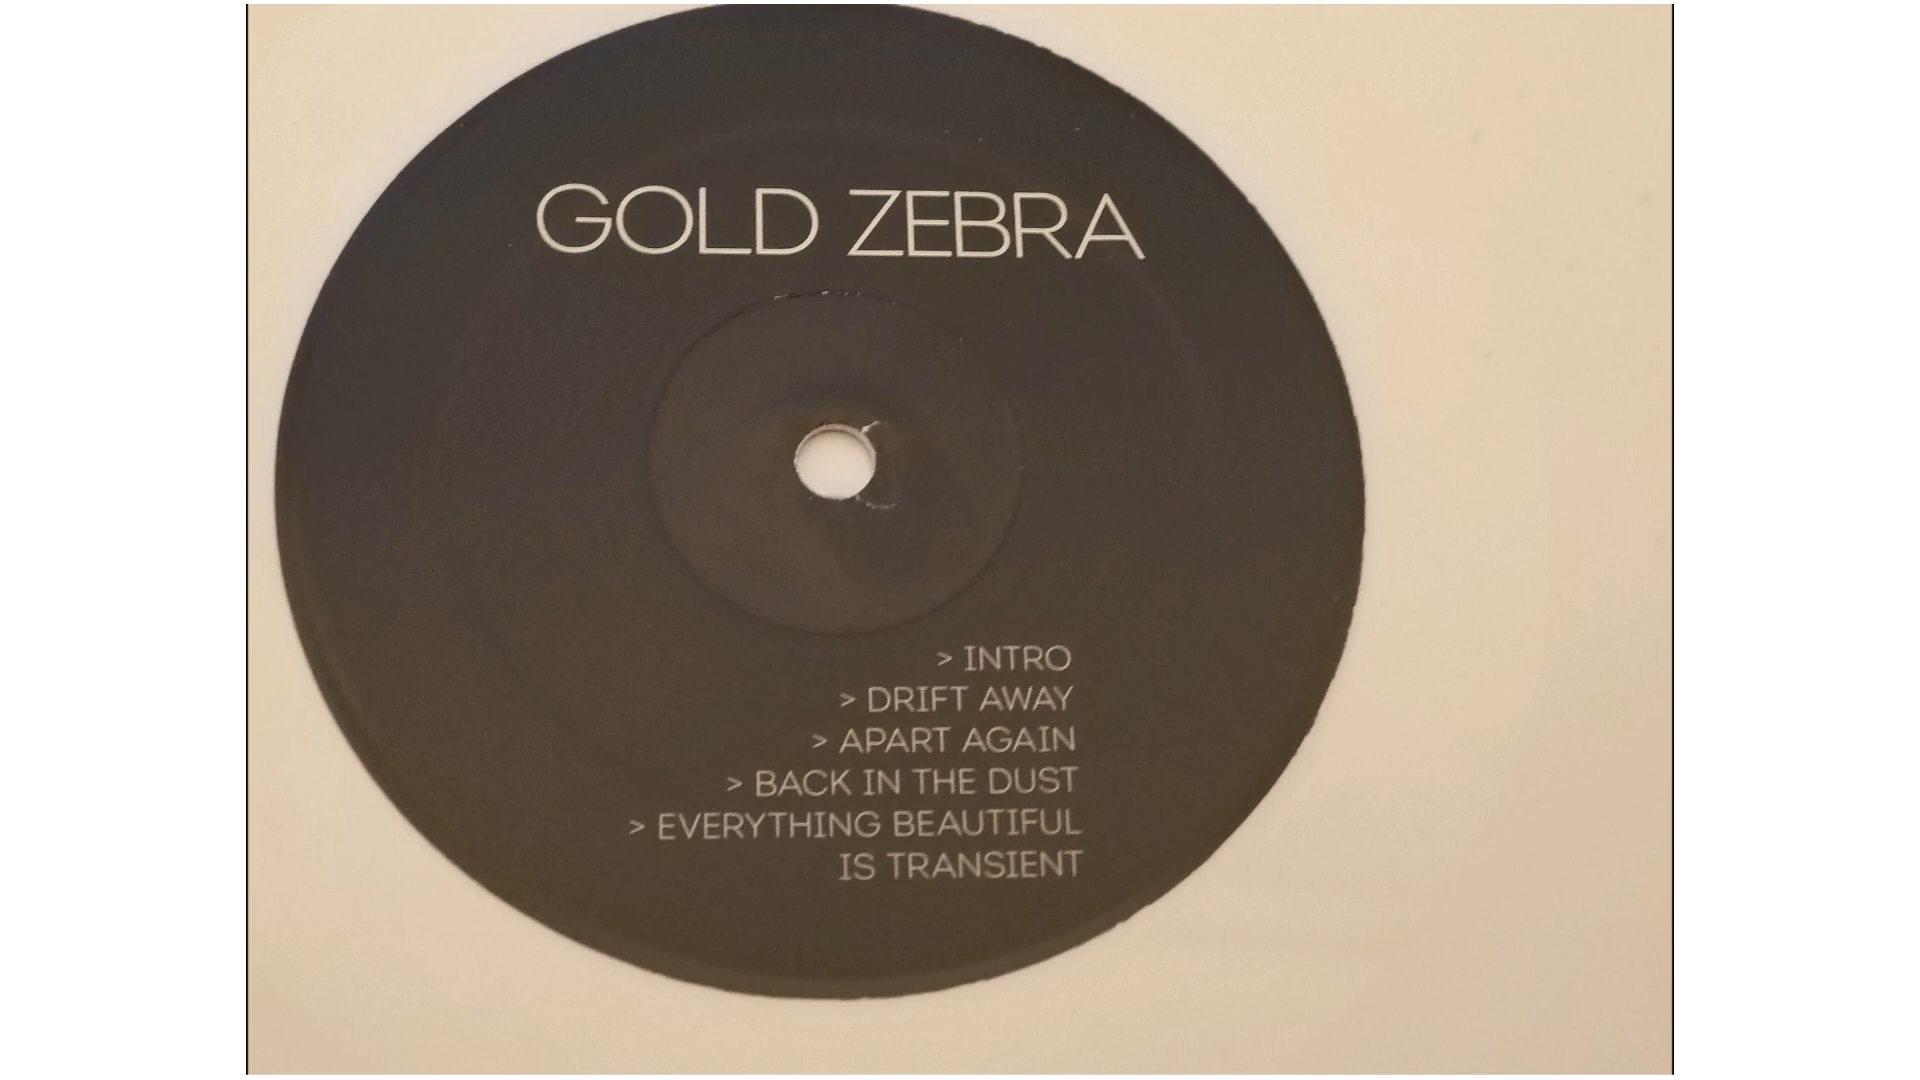 GOLD ZEBRA
> INTRO
> DRIFT AWAY
> APART AGAIN
> BACK IN THE DUST
> EVERYTHING BEAUTIFUL
IS TRANSIENT